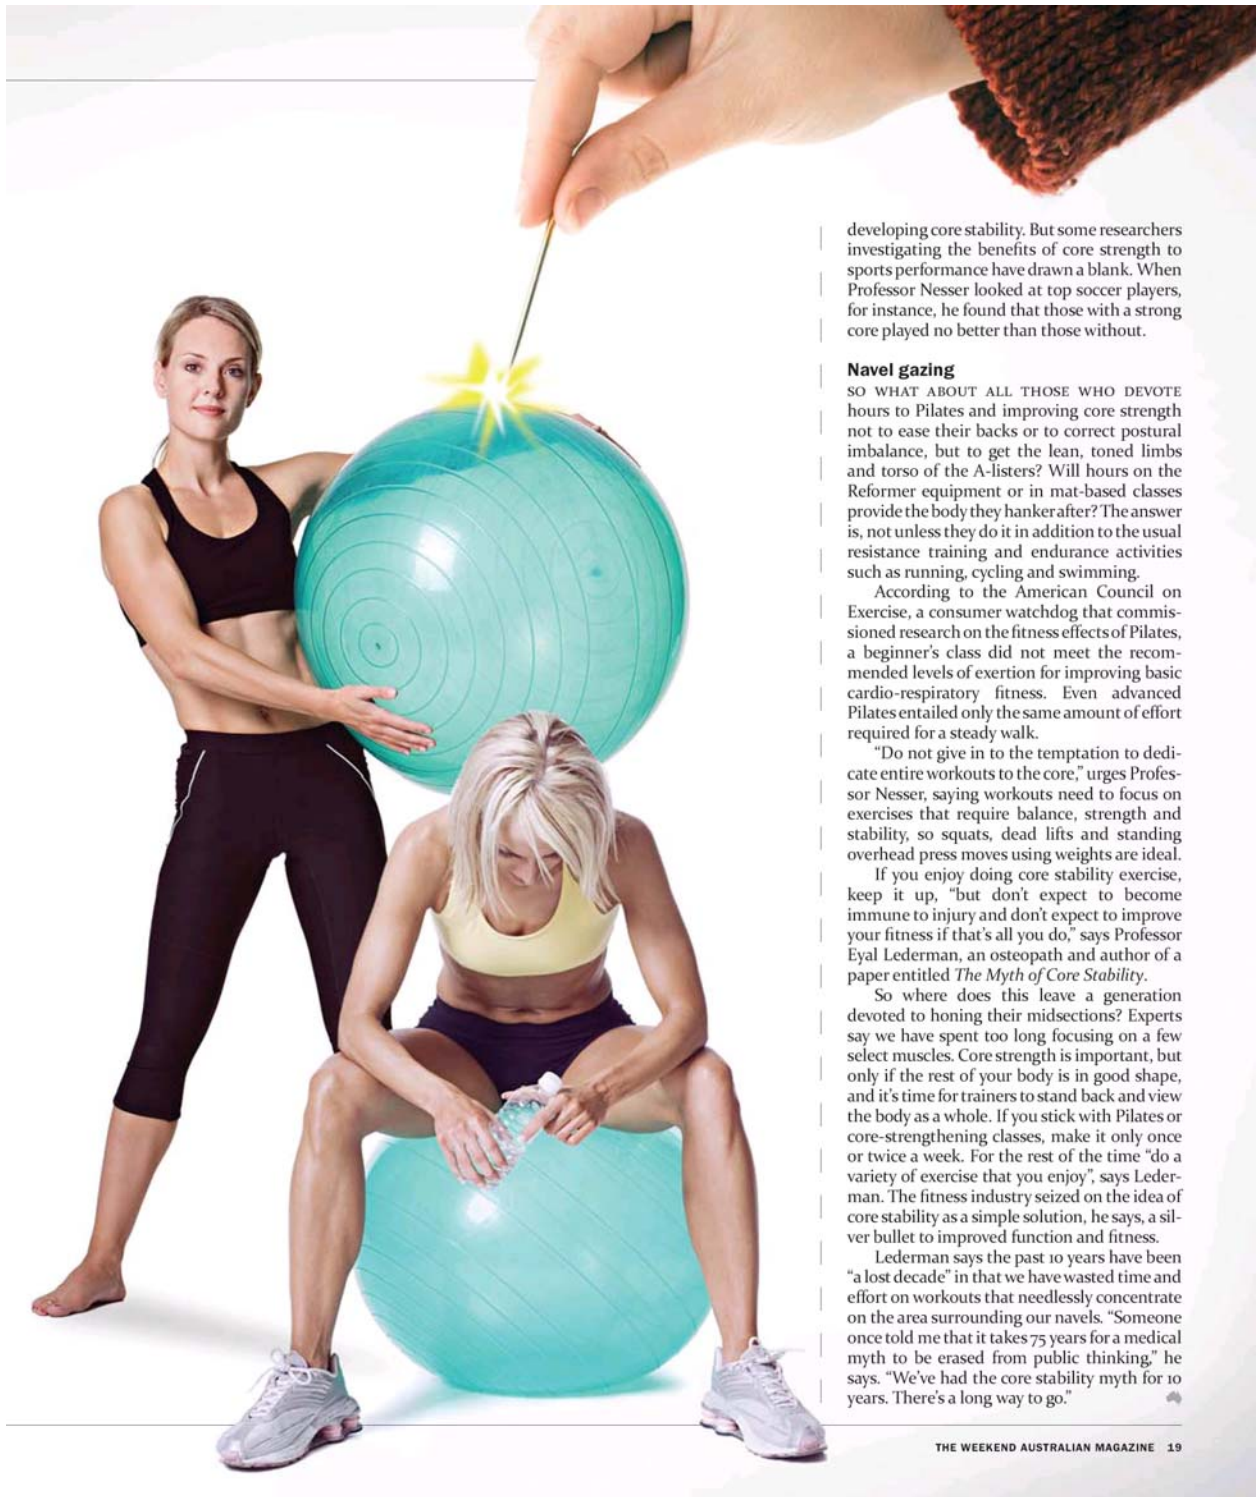 developing core stability. But some researchers
investigating the benefits of core strength to
sports performance have drawn a blank. When
Professor Nesser looked at top soccer players,
for instance, he found that those with a strong
core played no better than those without.
Navel gazing
SO WHAT ABOUT ALL THOSE WHO DEVOTE
hours to Pilates and improving core strength
not to ease their backs or to correct postural
imbalance, but to get the lean, toned limbs
and torso of the A-listers? Will hours on the
Reformer equipment or in mat-based classes
provide the body they hanker after? The answer
is, not unless they do it in addition to the usual
resistance training and endurance activities
such as running, cycling and swimming.
According to the American Council on
Exercise, a consumer watchdog that commis-
sioned research on the fitness effects of Pilates,
a beginner's class did not meet the recom-
mended levels of exertion for improving basic
cardio-respiratory fitness. Even advanced
Pilates entailed only the same amount of effort
required for a steady walk.
“Do not give in to the temptation to dedi-
cate entire workouts to the core,” urges Profes-
sor Nesser, saying workouts need to focus on
exercises that require balance, strength and
stability, so squats, dead lifts and standing
overhead press moves using weights are ideal.
If you enjoy doing core stability exercise,
keep it up, “but don't expect to become
immune to injury and don't expect to improve
your fitness if that's all you do,” says Professor
Eyal Lederman, an osteopath and author of a
paper entitled The Myth of Core Stability.
So where does this leave a generation
devoted to honing their midsections? Experts
say we have spent too long focusing on a few
select muscles. Core strength is important, but
only if the rest of your body is in good shape,
and it's time for trainers to stand back and view
the body as a whole. If you stick with Pilates or
core-strengthening classes, make it only once
or twice a week. For the rest of the time “do a
variety of exercise that you enjoy”, says Leder-
man. The fitness industry seized on the idea of
core stability as a simple solution, he says, a sil-
ver bullet to improved function and fitness.
Lederman says the past 10 years have been
“a lost decade” in that we have wasted time and
effort on workouts that needlessly concentrate
on the area surrounding our navels. “Someone
once told me that it takes 75 years for a medical
myth to be erased from public thinking,” he
says. “We've had the core stability myth for 10
years. There's a long way to go.”
THE WEEKEND AUSTRALIAN MAGAZINE 19